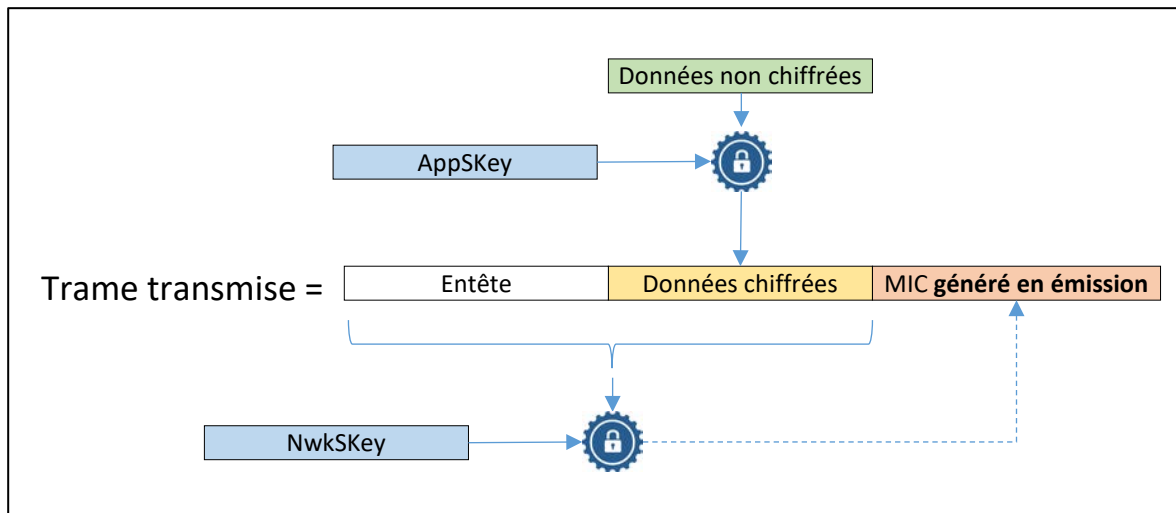 Données non chiffrées
AppSKey
Trame transmise =
Entête
Données chiffrées
MIC généré en émission
NwkSKey